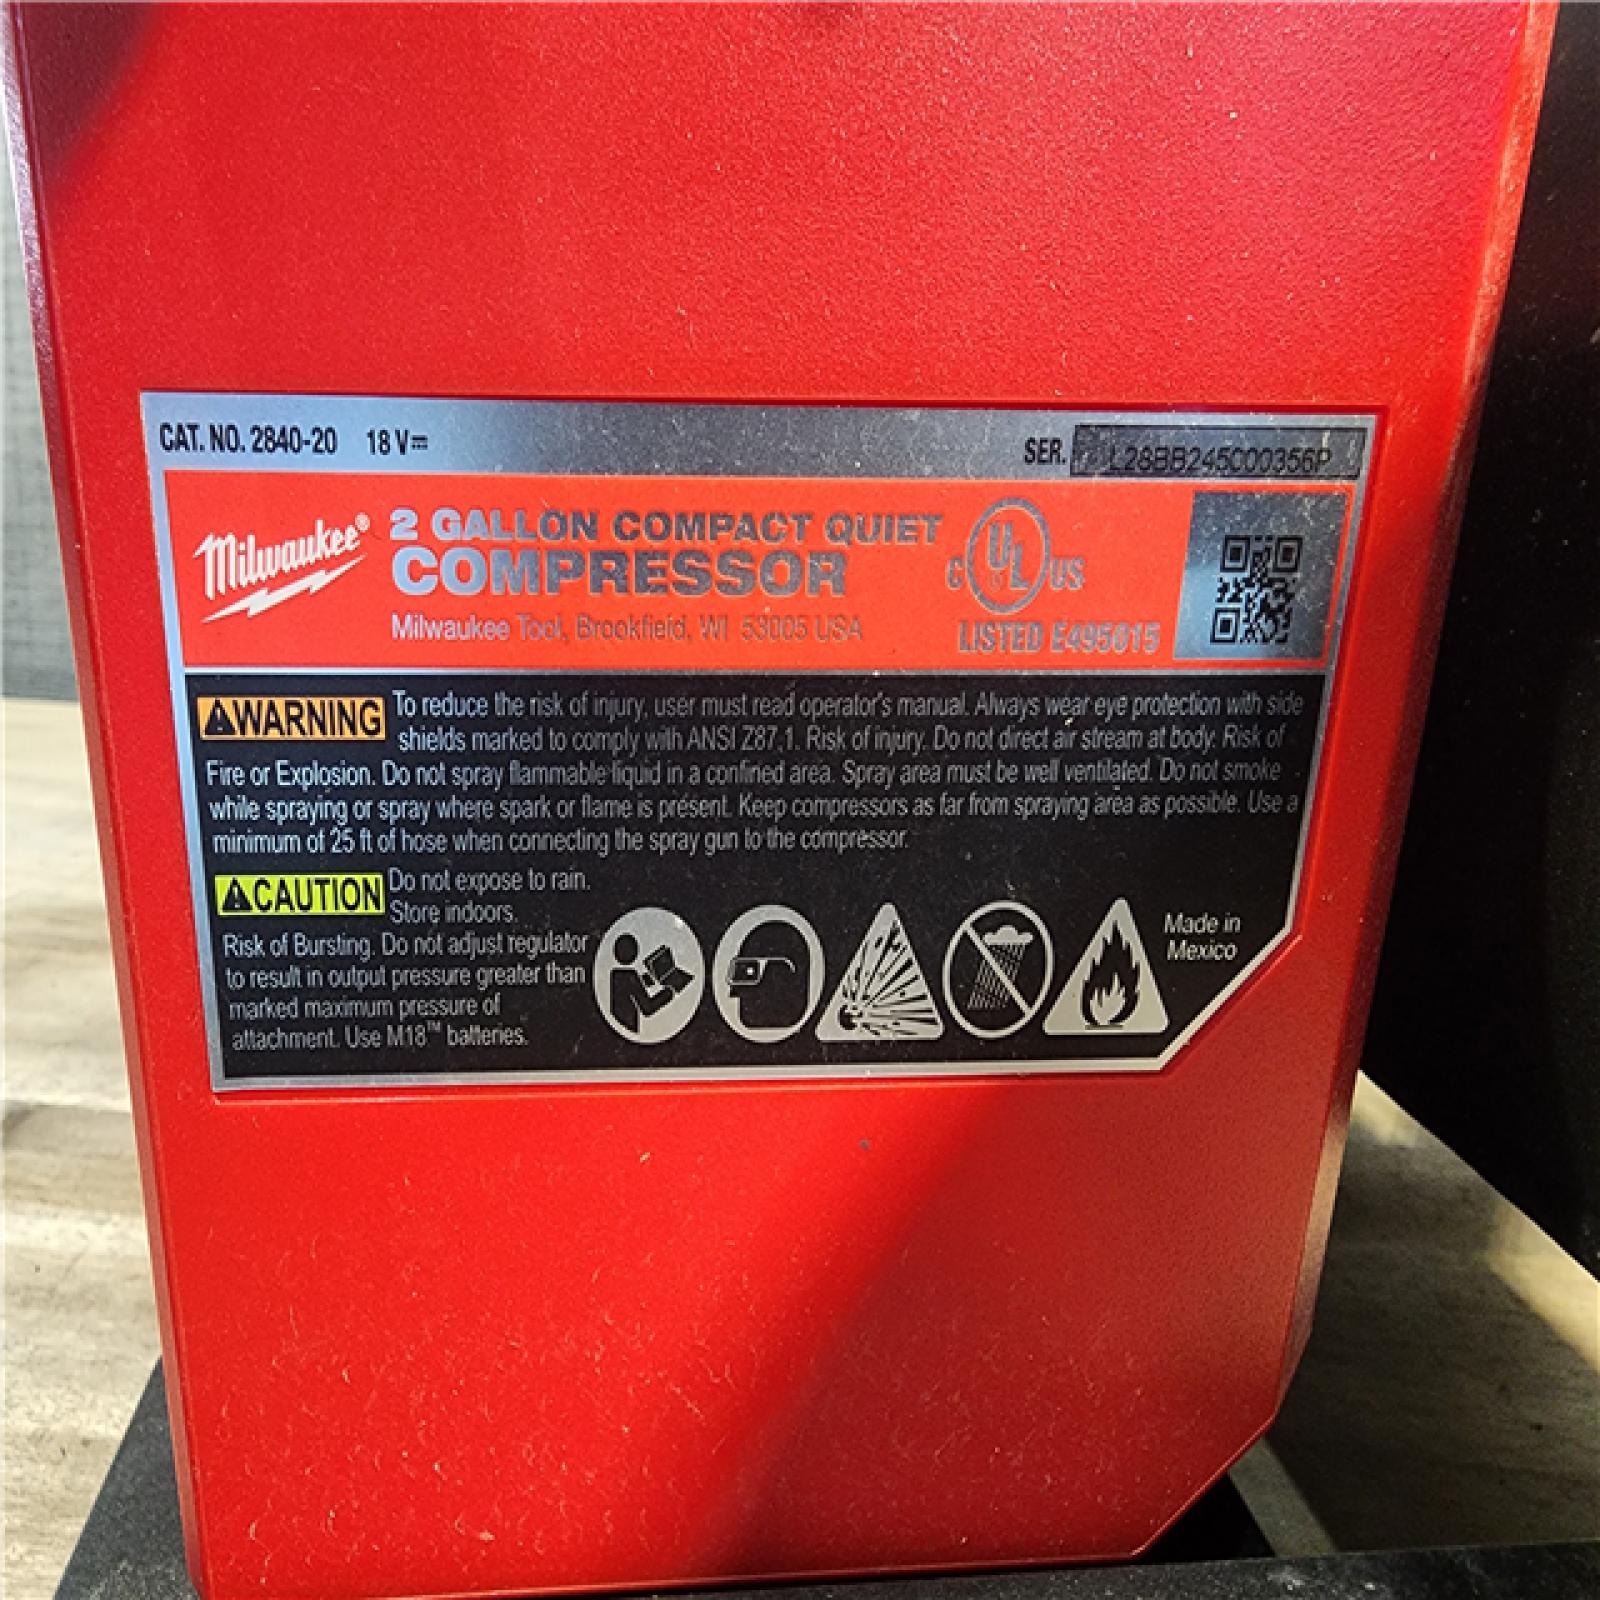 CAT. NO. 2840-20 18 V⎓
SER. L28BB245C00356P
Milwaukee®
2 GALLON COMPACT QUIET
COMPRESSOR
Milwaukee Tool, Brookfield, WI 53005 USA
C UL US
LISTED E495015
WARNING To reduce the risk of injury, user must read operator's manual. Always wear eye protection with side
shields marked to comply with ANSI Z87.1. Risk of injury. Do not direct air stream at body. Risk of
Fire or Explosion. Do not spray flammable liquid in a confined area. Spray area must be well ventilated. Do not smoke
while spraying or spray where spark or flame is present. Keep compressors as far from spraying area as possible. Use a
minimum of 25 ft of hose when connecting the spray gun to the compressor.
CAUTION Do not expose to rain.
Store indoors.
Risk of Bursting. Do not adjust regulator
to result in output pressure greater than
marked maximum pressure of
attachment. Use M18™ batteries.
Made in
Mexico